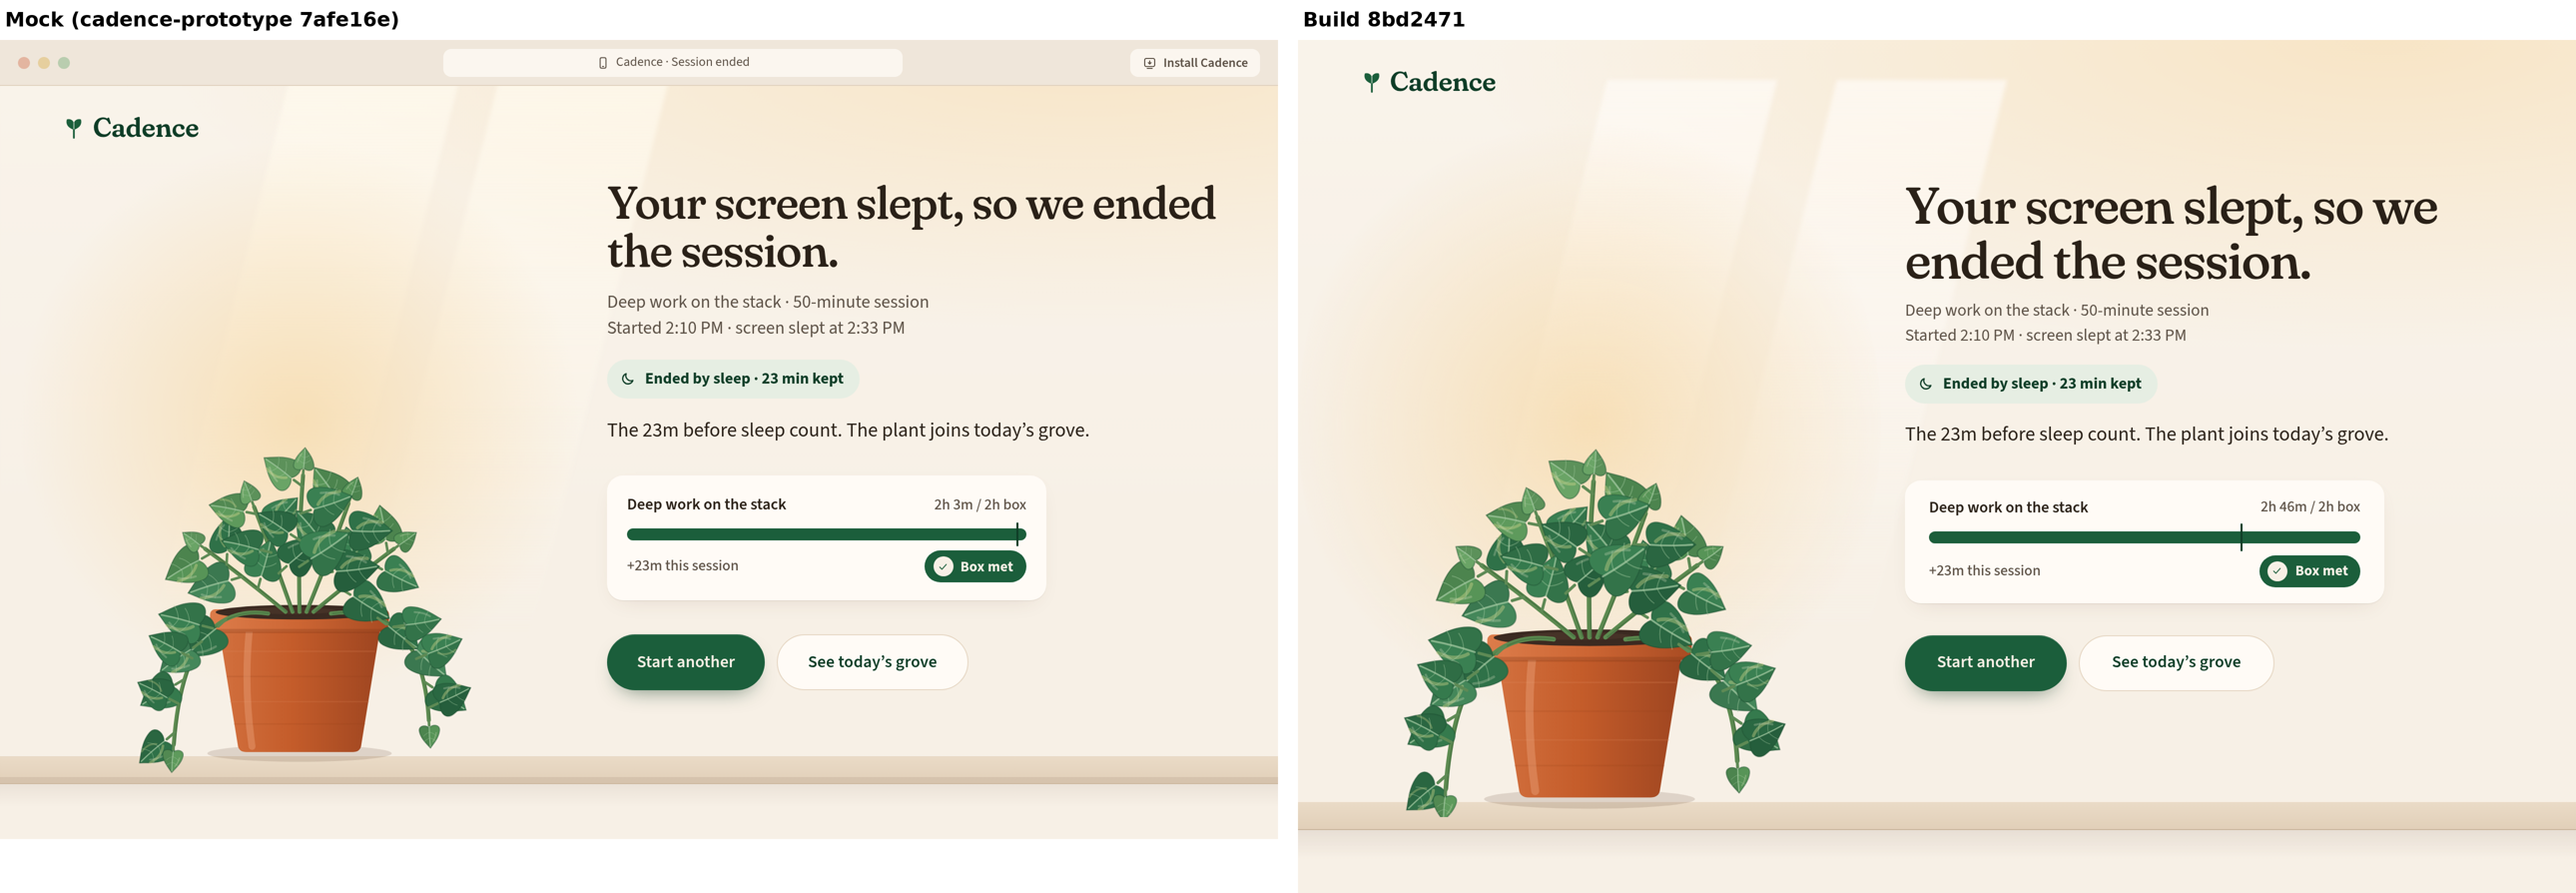 Mock (cadence-prototype 7afe16e)
Cadence · Session ended
Install Cadence
Cadence
Your screen slept, so we ended
the session.
Deep work on the stack · 50-minute session
Started 2:10 PM · screen slept at 2:33 PM
Ended by sleep · 23 min kept
The 23m before sleep count. The plant joins today’s grove.
Deep work on the stack
2h 3m / 2h box
+23m this session
Box met
Start another
See today’s grove
Build 8bd2471
Cadence
Your screen slept, so we
ended the session.
Deep work on the stack · 50-minute session
Started 2:10 PM · screen slept at 2:33 PM
Ended by sleep · 23 min kept
The 23m before sleep count. The plant joins today’s grove.
Deep work on the stack
2h 46m / 2h box
+23m this session
Box met
Start another
See today’s grove